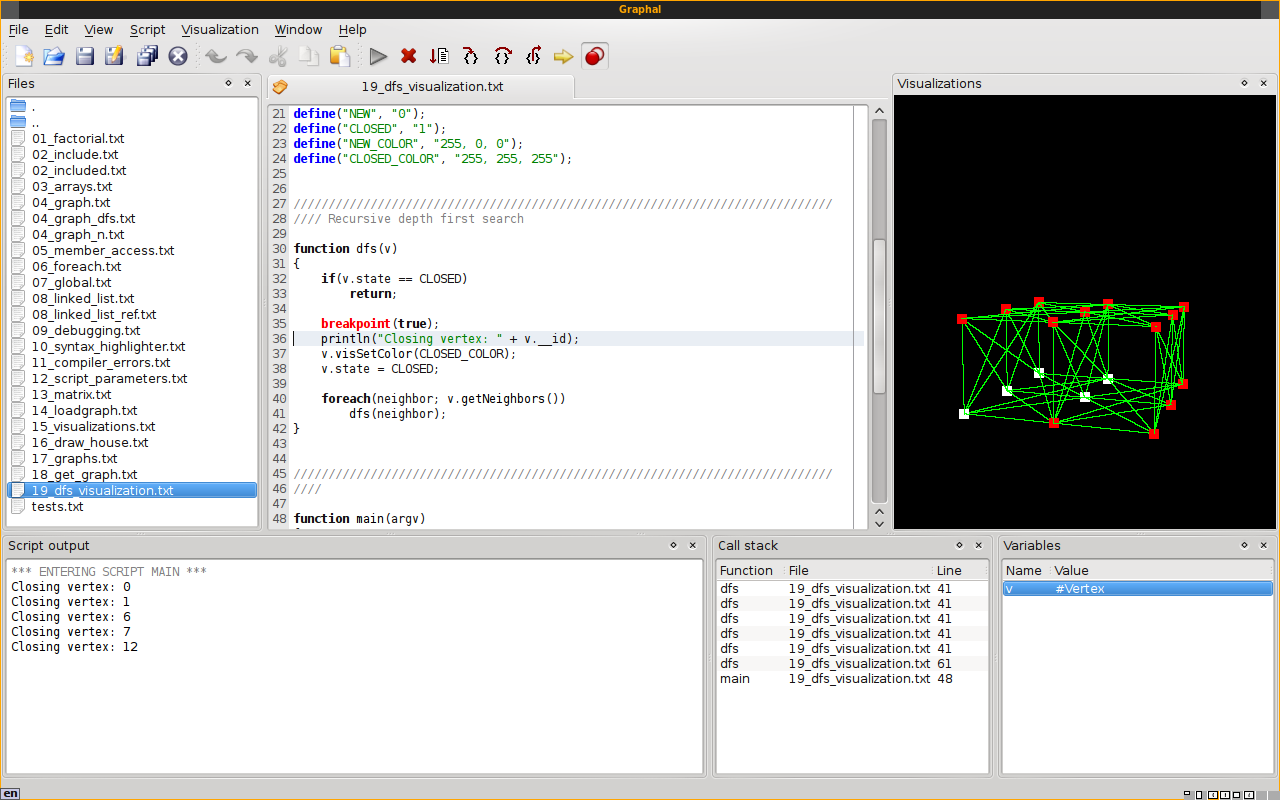 Graphal
File Edit View Script Visualization Window Help
Files
.
..
01_factorial.txt
02_include.txt
02_included.txt
03_arrays.txt
04_graph.txt
04_graph_dfs.txt
04_graph_n.txt
05_member_access.txt
06_foreach.txt
07_global.txt
08_linked_list.txt
08_linked_list_ref.txt
09_debugging.txt
10_syntax_highlighter.txt
11_compiler_errors.txt
12_script_parameters.txt
13_matrix.txt
14_loadgraph.txt
15_visualizations.txt
16_draw_house.txt
17_graphs.txt
18_get_graph.txt
19_dfs_visualization.txt
tests.txt
19_dfs_visualization.txt
21 define("NEW", "0");
22 define("CLOSED", "1");
23 define("NEW_COLOR", "255, 0, 0");
24 define("CLOSED_COLOR", "255, 255, 255");
25
26
27 /////////////////////////////////////////////////////////////////////////////
28 //// Recursive depth first search
29
30 function dfs(v)
31 {
32     if(v.state == CLOSED)
33         return;
34
35     breakpoint(true);
36     println("Closing vertex: " + v.__id);
37     v.visSetColor(CLOSED_COLOR);
38     v.state = CLOSED;
39
40     foreach(neighbor; v.getNeighbors())
41         dfs(neighbor);
42 }
43
44
45 /////////////////////////////////////////////////////////////////////////////
46 ////
47
48 function main(argv)
Visualizations
Script output
*** ENTERING SCRIPT MAIN ***
Closing vertex: 0
Closing vertex: 1
Closing vertex: 6
Closing vertex: 7
Closing vertex: 12
Call stack
Function File Line
dfs 19_dfs_visualization.txt 41
dfs 19_dfs_visualization.txt 41
dfs 19_dfs_visualization.txt 41
dfs 19_dfs_visualization.txt 41
dfs 19_dfs_visualization.txt 41
dfs 19_dfs_visualization.txt 61
main 19_dfs_visualization.txt 48
Variables
Name Value
v #Vertex
en